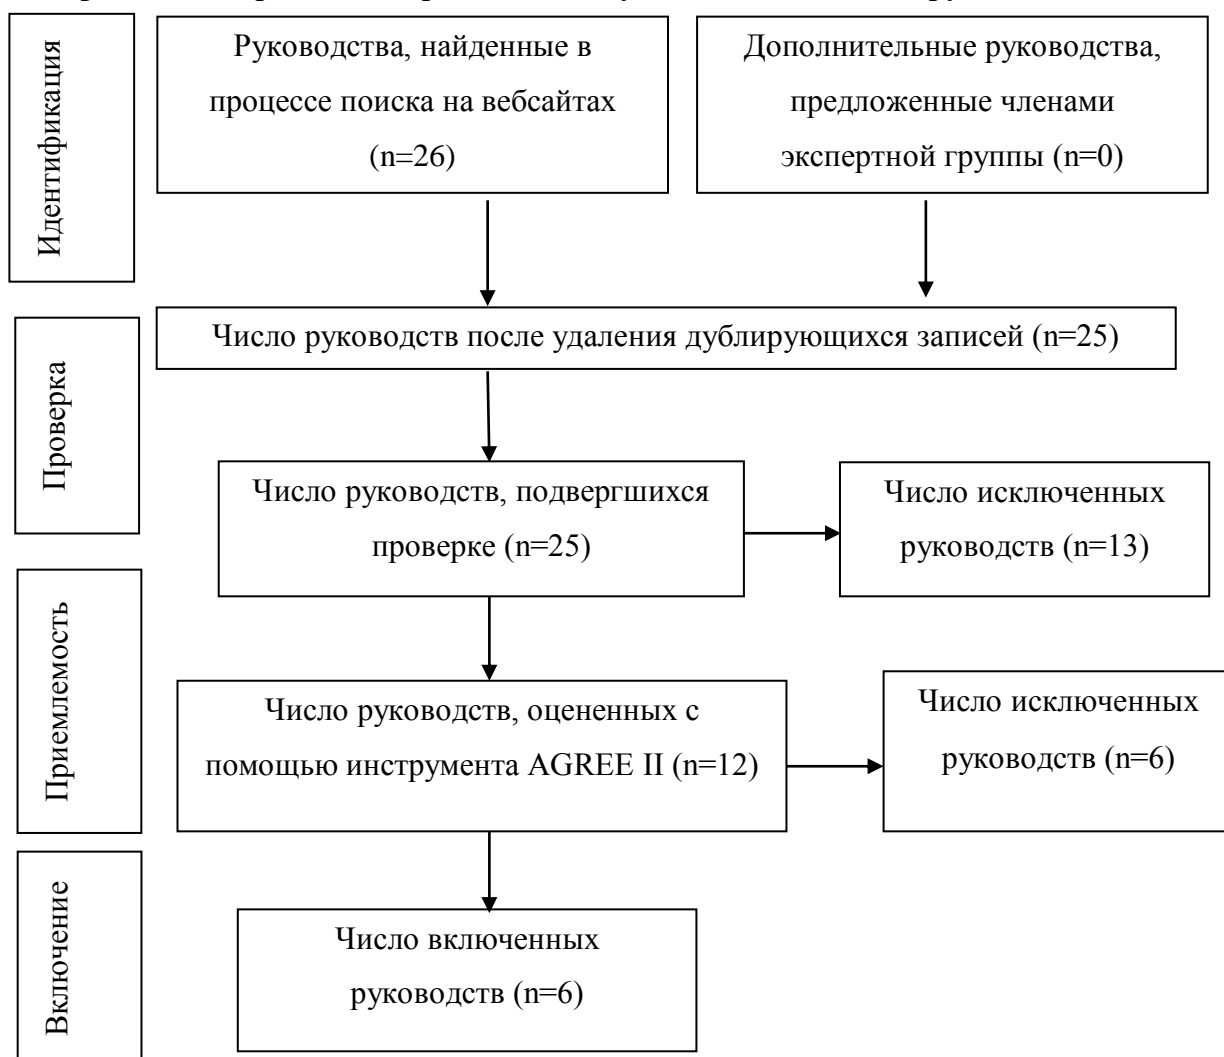 Идентификация
Руководства, найденные в
процессе поиска на вебсайтах
(n=26)
Дополнительные руководства,
предложенные членами
экспертной группы (n=0)
Проверка
Число руководств после удаления дублирующихся записей (n=25)
Число руководств, подвергшихся
проверке (n=25)
Число исключенных
руководств (n=13)
Приемлемость
Число руководств, оцененных с
помощью инструмента AGREE II (n=12)
Число исключенных
руководств (n=6)
Включение
Число включенных
руководств (n=6)